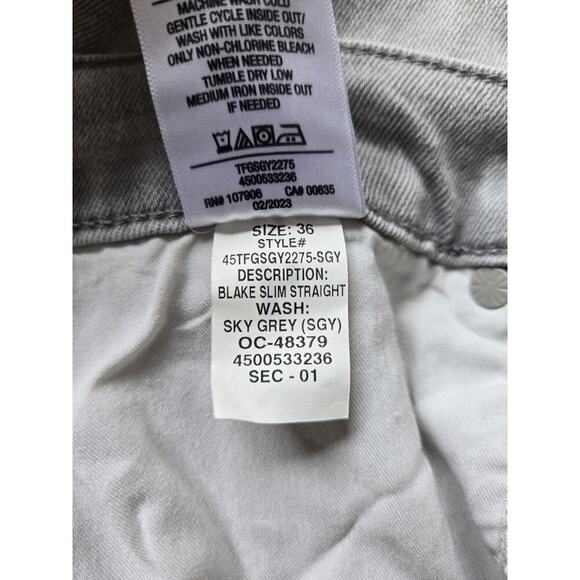 MACHINE WASH COLD
GENTLE CYCLE INSIDE OUT/
WASH WITH LIKE COLORS
ONLY NON-CHLORINE BLEACH
WHEN NEEDED
TUMBLE DRY LOW
MEDIUM IRON INSIDE OUT
IF NEEDED
TFGSGY2275
4500533236
RN# 107906 CA# 00835
02/2023
SIZE: 36
STYLE#
45TFGSGY2275-SGY
DESCRIPTION:
BLAKE SLIM STRAIGHT
WASH:
SKY GREY (SGY)
OC-48379
4500533236
SEC - 01